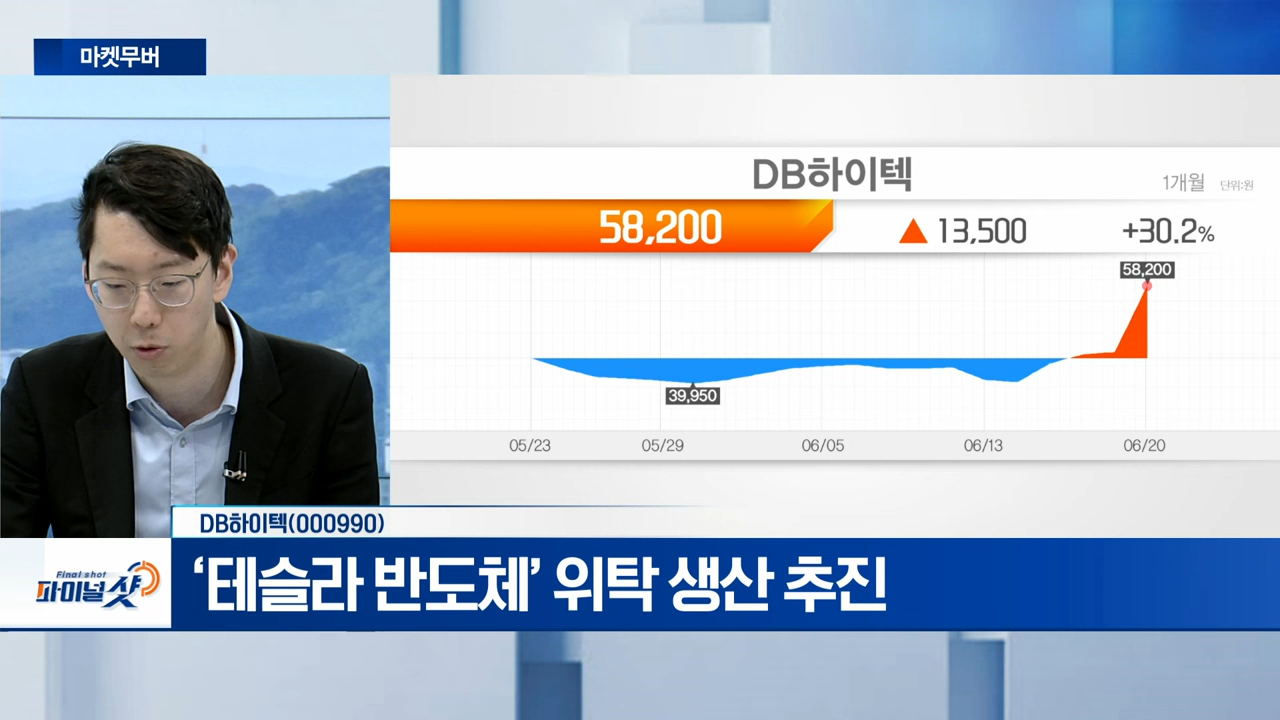 마켓무버
DB하이텍
1개월 단위:원
58,200 ▲ 13,500 +30.2%
58,200
39,950
05/23 05/29 06/05 06/13 06/20
DB하이텍(000990)
Final shot
파이널샷
‘테슬라 반도체’ 위탁 생산 추진